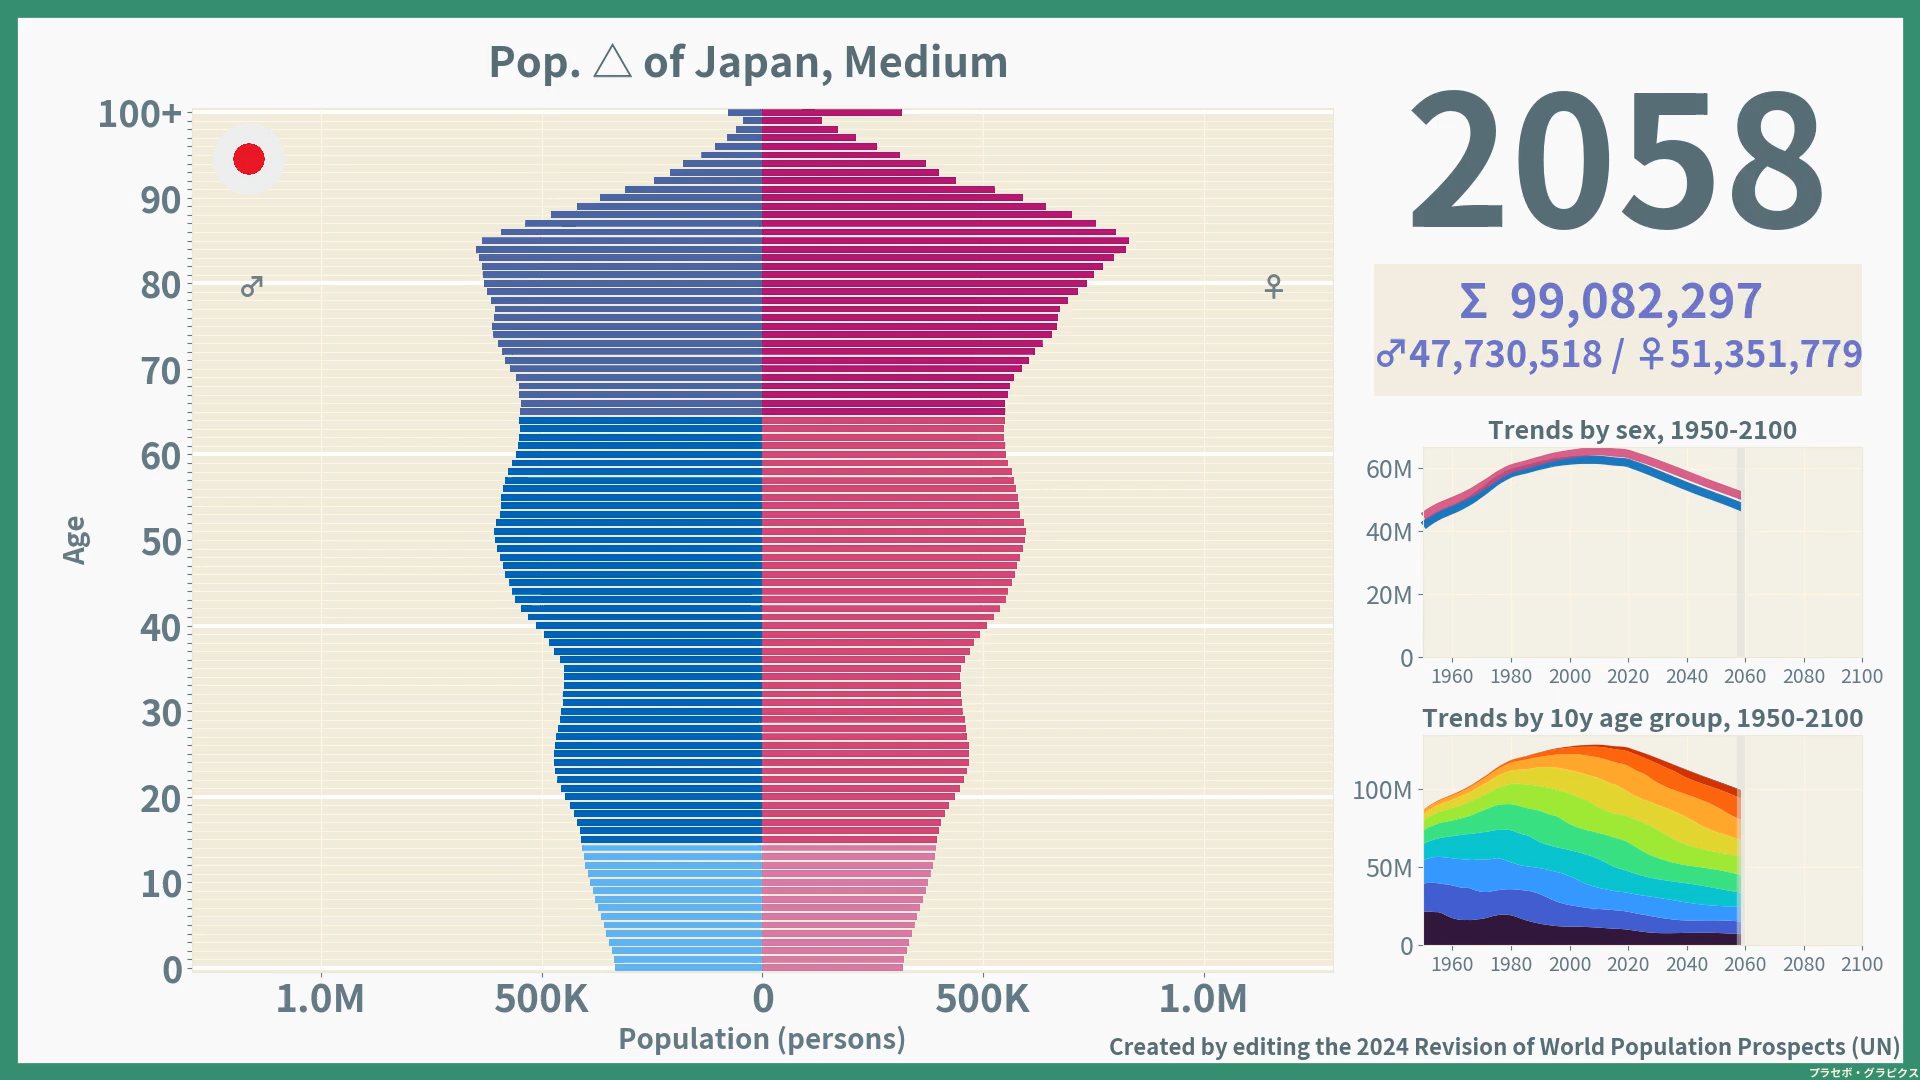 Pop. △ of Japan, Medium
2058
Σ 99,082,297
♂47,730,518 / ♀51,351,779
100+
90
80
70
60
50
40
30
20
10
0
Age
♂
♀
1.0M
500K
0
500K
1.0M
Population (persons)
Trends by sex, 1950-2100
60M
40M
20M
0
1960 1980 2000 2020 2040 2060 2080 2100
Trends by 10y age group, 1950-2100
100M
50M
0
1960 1980 2000 2020 2040 2060 2080 2100
Created by editing the 2024 Revision of World Population Prospects (UN)
プラセボ・グラピクス